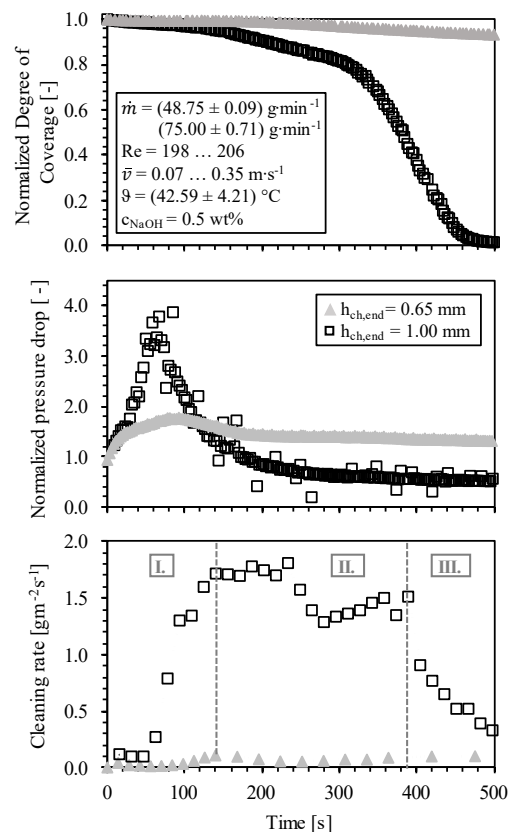 Normalized Degree of
Coverage [-]
1.0
0.8
0.6
0.4
0.2
0.0
ṁ = (48.75 ± 0.09) g·min⁻¹
(75.00 ± 0.71) g·min⁻¹
Re = 198 … 206
v̄ = 0.07 … 0.35 m·s⁻¹
ϑ = (42.59 ± 4.21) °C
c_NaOH = 0.5 wt%
Normalized pressure drop [-]
4.0
3.0
2.0
1.0
0.0
h_ch,end = 0.65 mm
h_ch,end = 1.00 mm
Cleaning rate [gm⁻²s⁻¹]
2.0
1.5
1.0
0.5
0.0
I.
II.
III.
0 100 200 300 400 500
Time [s]